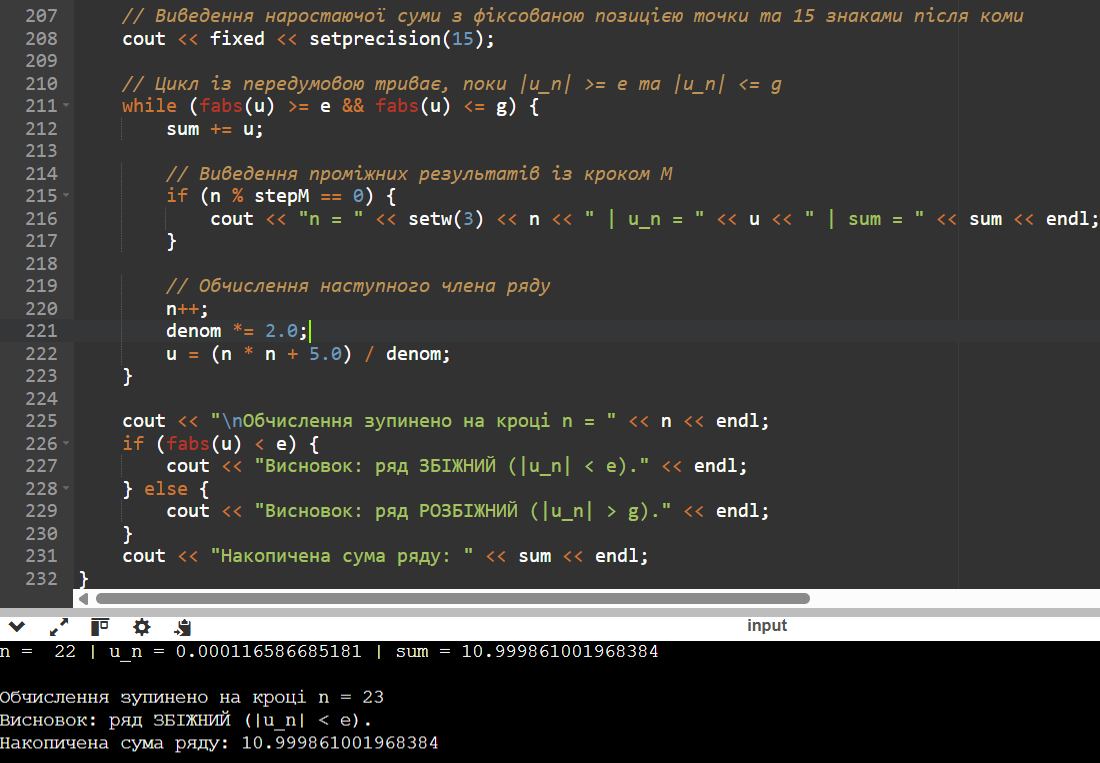 207 // Виведення наростаючої суми з фіксованою позицією точки та 15 знаками після коми
208 cout << fixed << setprecision(15);
209
210 // Цикл із передумовою триває, поки |u_n| >= e та |u_n| <= g
211 while (fabs(u) >= e && fabs(u) <= g) {
212 sum += u;
213
214 // Виведення проміжних результатів із кроком M
215 if (n % stepM == 0) {
216 cout << "n = " << setw(3) << n << " | u_n = " << u << " | sum = " << sum << endl;
217 }
218
219 // Обчислення наступного члена ряду
220 n++;
221 denom *= 2.0;
222 u = (n * n + 5.0) / denom;
223 }
224
225 cout << "\nОбчислення зупинено на кроці n = " << n << endl;
226 if (fabs(u) < e) {
227 cout << "Висновок: ряд ЗБІЖНИЙ (|u_n| < e)." << endl;
228 } else {
229 cout << "Висновок: ряд РОЗБІЖНИЙ (|u_n| > g)." << endl;
230 }
231 cout << "Накопичена сума ряду: " << sum << endl;
232 }
input
n =  22 | u_n = 0.000116586685181 | sum = 10.999861001968384
Обчислення зупинено на кроці n = 23
Висновок: ряд ЗБІЖНИЙ (|u_n| < e).
Накопичена сума ряду: 10.999861001968384